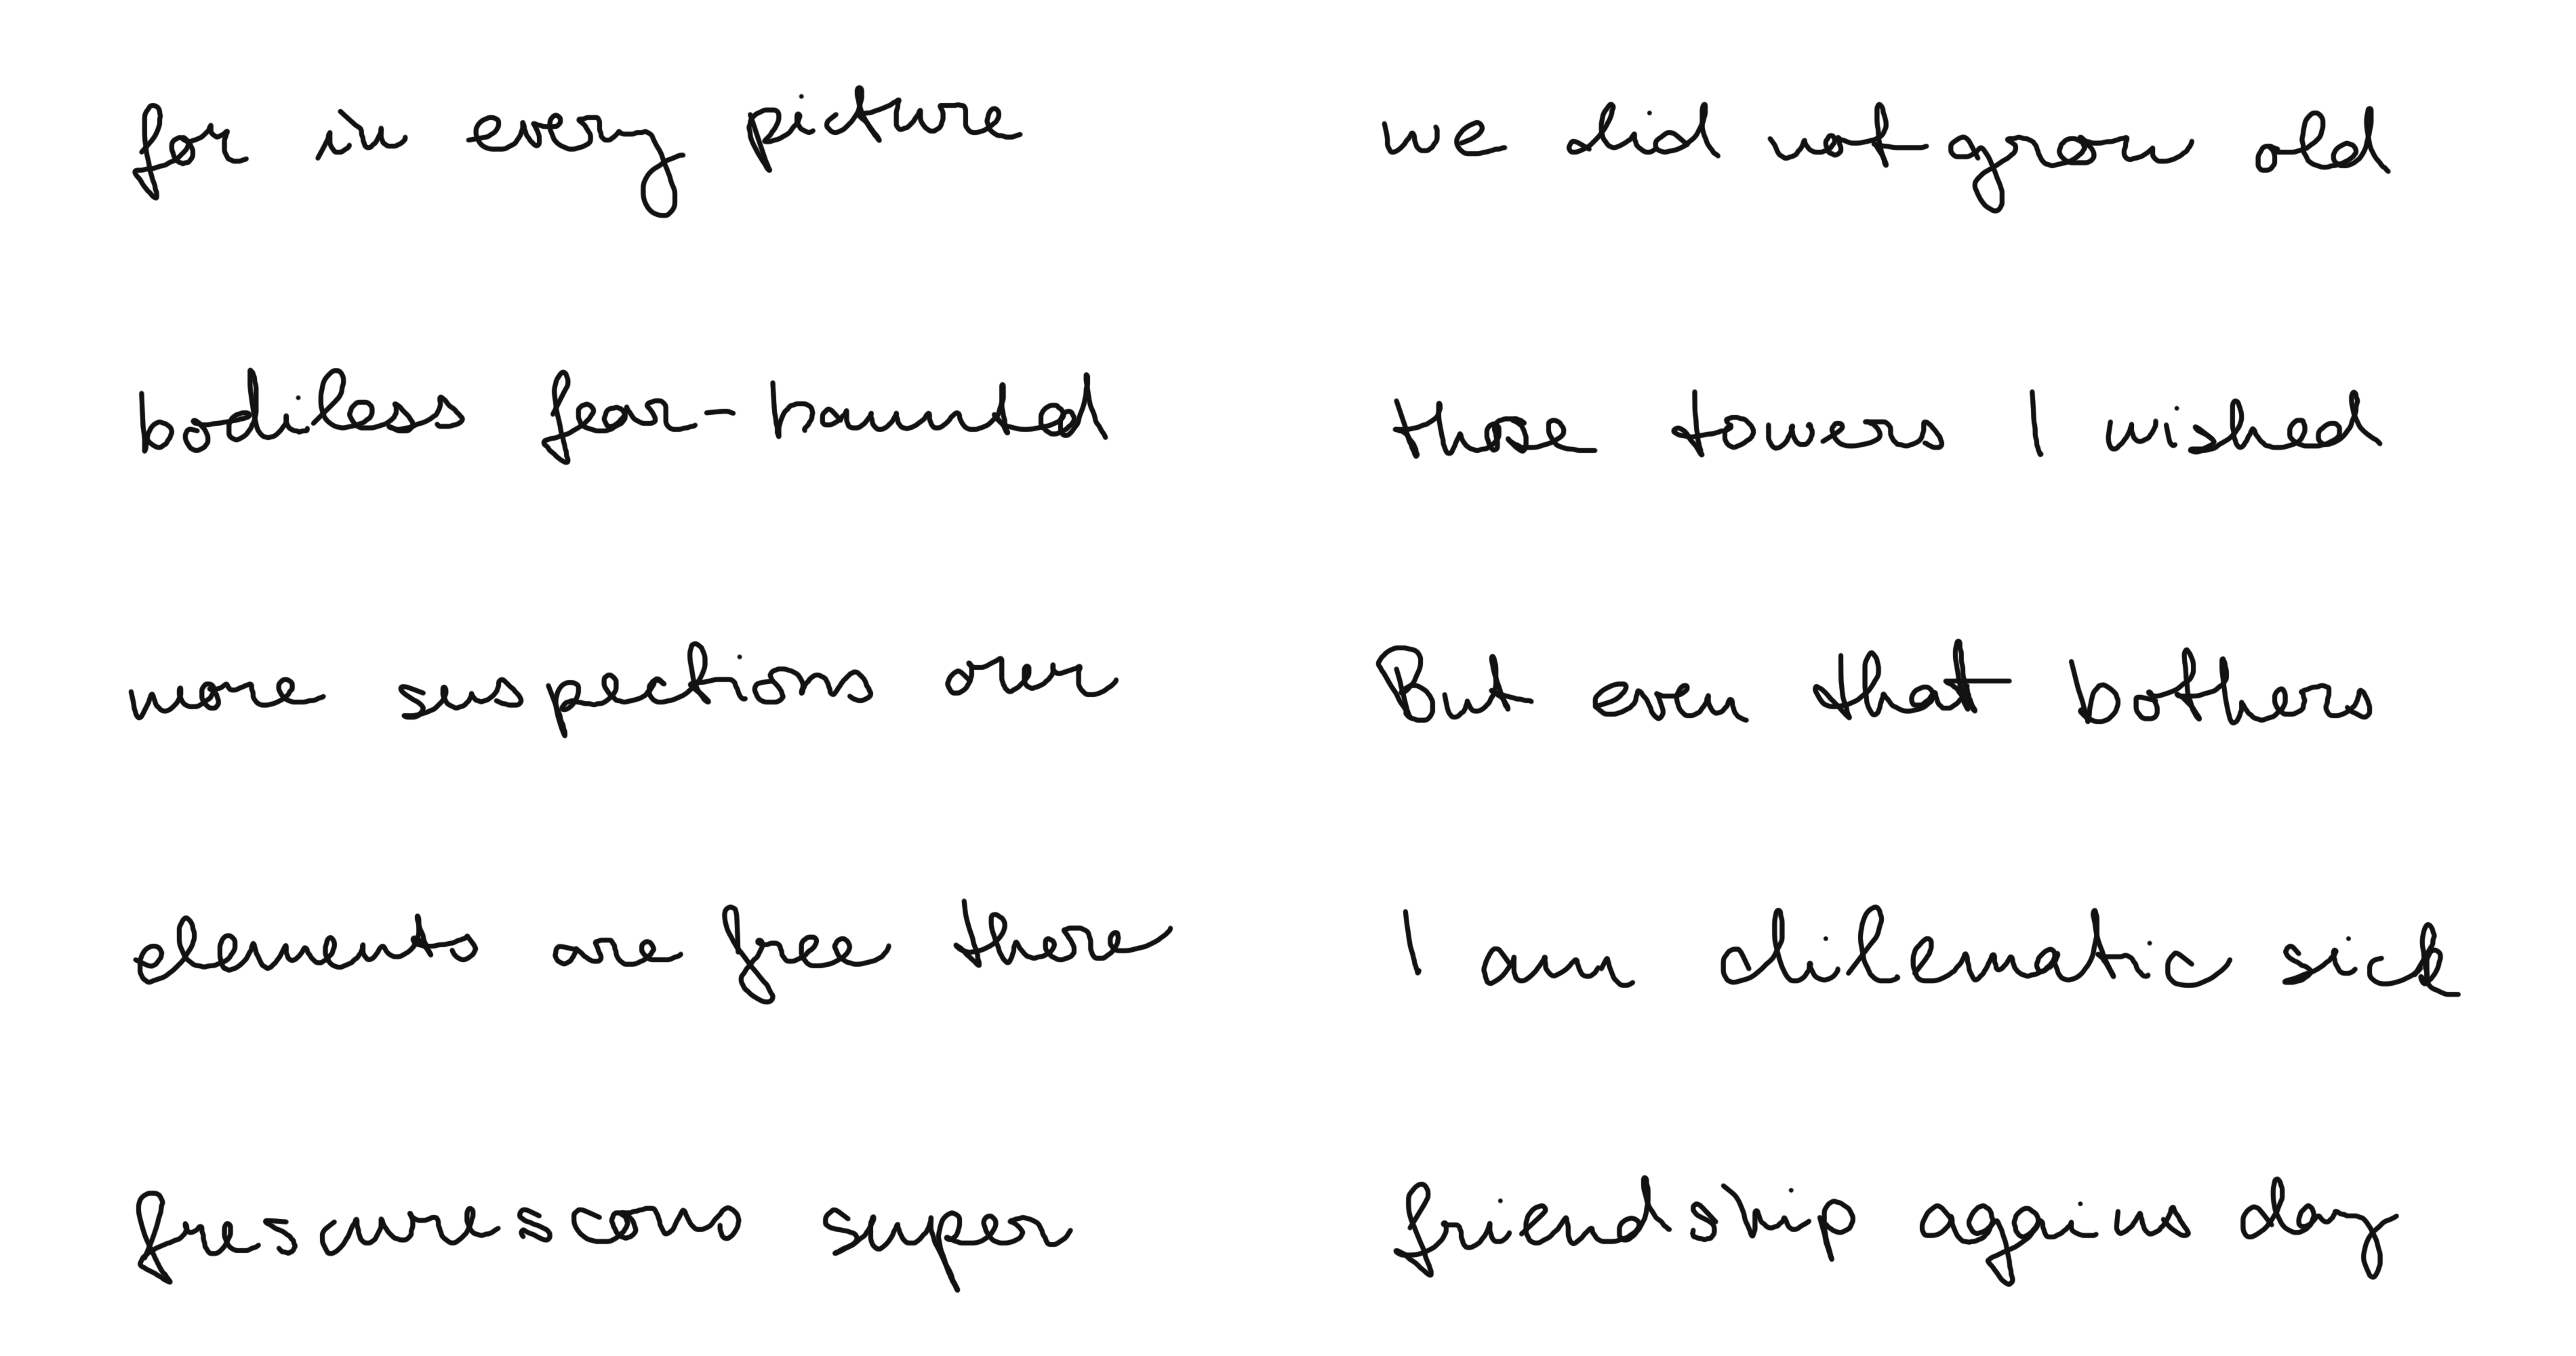 for in every picture
we did not grow old
bodiless fear-haunted
those towers I wished
more suspections over
But even that bothers
elements are free there
I am dilematic sick
super
friendship agains day